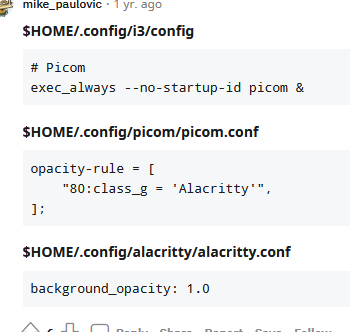 mike_paulovic · 1 yr. ago
$HOME/.config/i3/config
# Picom
exec_always --no-startup-id picom &
$HOME/.config/picom/picom.conf
opacity-rule = [
    "80:class_g = 'Alacritty'",
];
$HOME/.config/alacritty/alacritty.conf
background_opacity: 1.0
Reply Share Report Save Follow